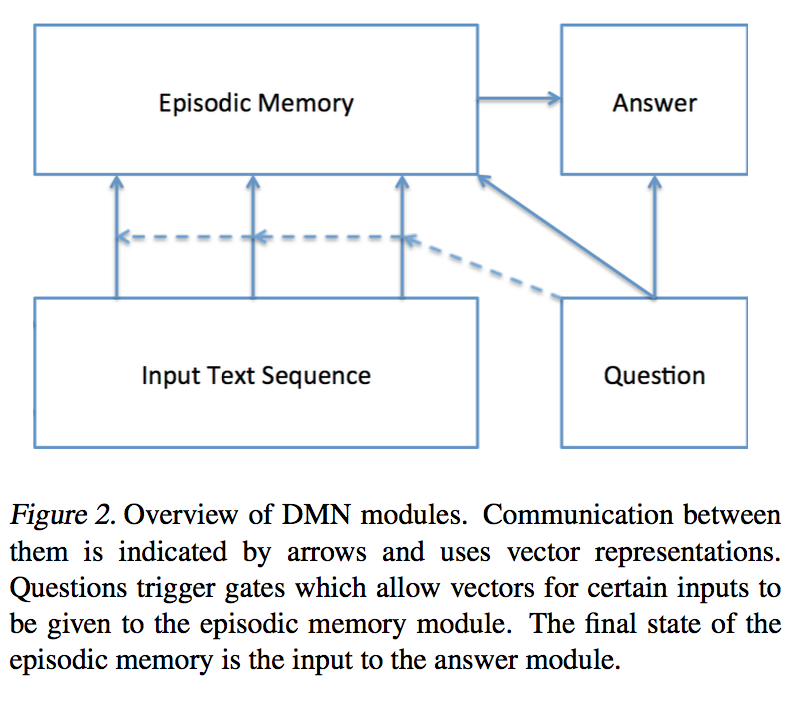 Episodic Memory
Answer
Input Text Sequence
Question
Figure 2. Overview of DMN modules. Communication between
them is indicated by arrows and uses vector representations.
Questions trigger gates which allow vectors for certain inputs to
be given to the episodic memory module. The final state of the
episodic memory is the input to the answer module.